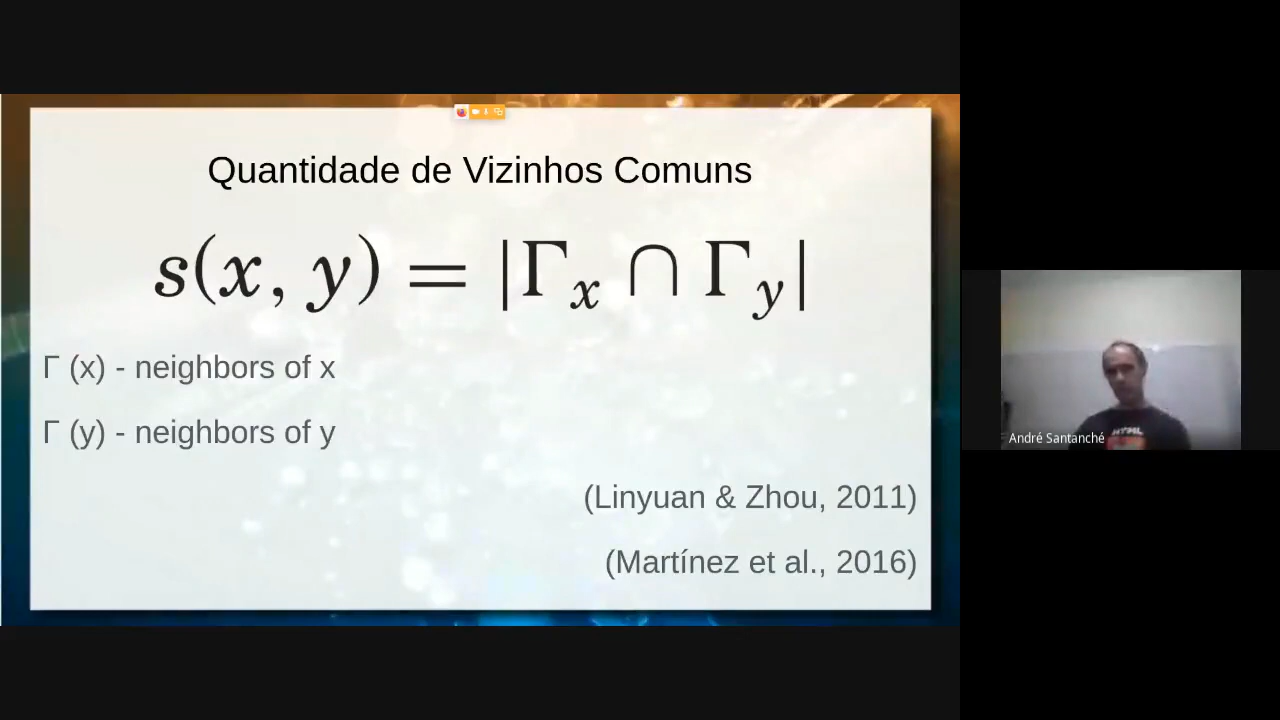 Quantidade de Vizinhos Comuns
s(x, y) = |Γx ∩ Γy|
Γ (x) - neighbors of x
Γ (y) - neighbors of y
(Linyuan & Zhou, 2011)
(Martínez et al., 2016)
HTML
André Santanché